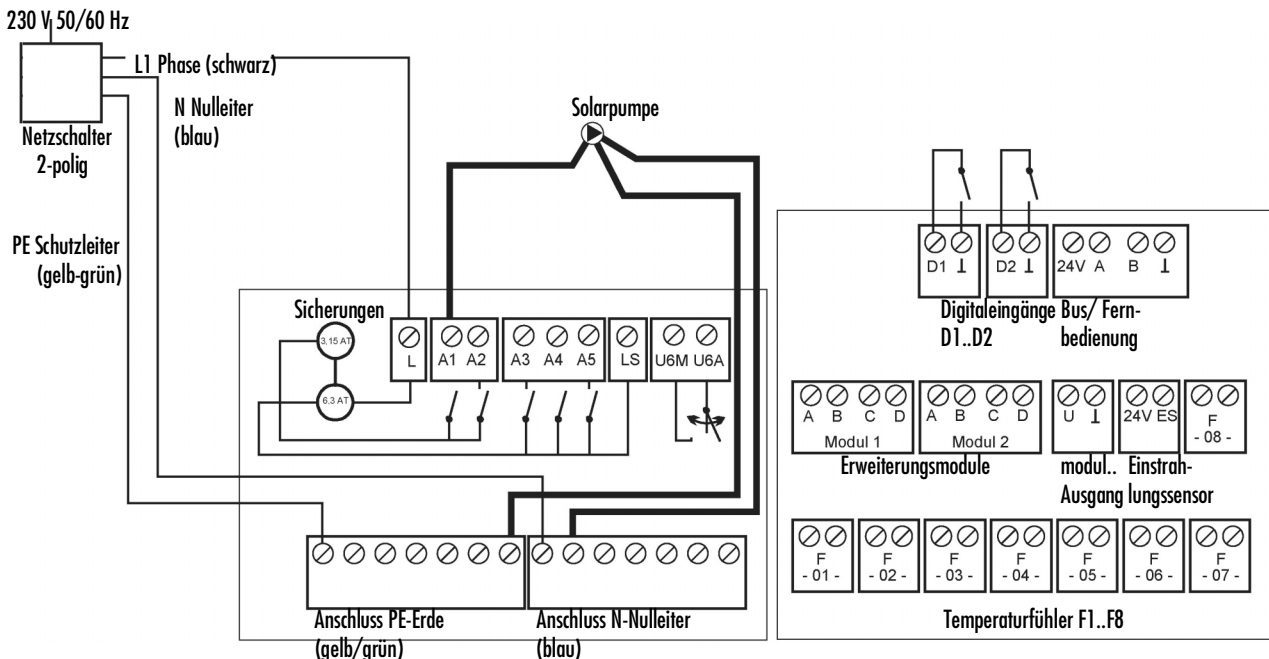 230 V 50/60 Hz
L1 Phase (schwarz)
N Nulleiter
(blau)
Netzschalter
2-polig
PE Schutzleiter
(gelb-grün)
Solarpumpe
Sicherungen
3,15 AT
6,3 AT
L
A1 A2
A3 A4 A5
LS
U6M U6A
Anschluss PE-Erde
(gelb/grün)
Anschluss N-Nulleiter
(blau)
D1 ⊥
D2 ⊥
24V A B ⊥
Digitaleingänge
D1..D2
Bus/ Fern-
bedienung
A B C D
Modul 1
A B C D
Modul 2
Erweiterungsmodule
U ⊥
modul..
Ausgang
24V ES
Einstrah-
lungssensor
F
- 08 -
F
- 01 -
F
- 02 -
F
- 03 -
F
- 04 -
F
- 05 -
F
- 06 -
F
- 07 -
Temperaturfühler F1..F8